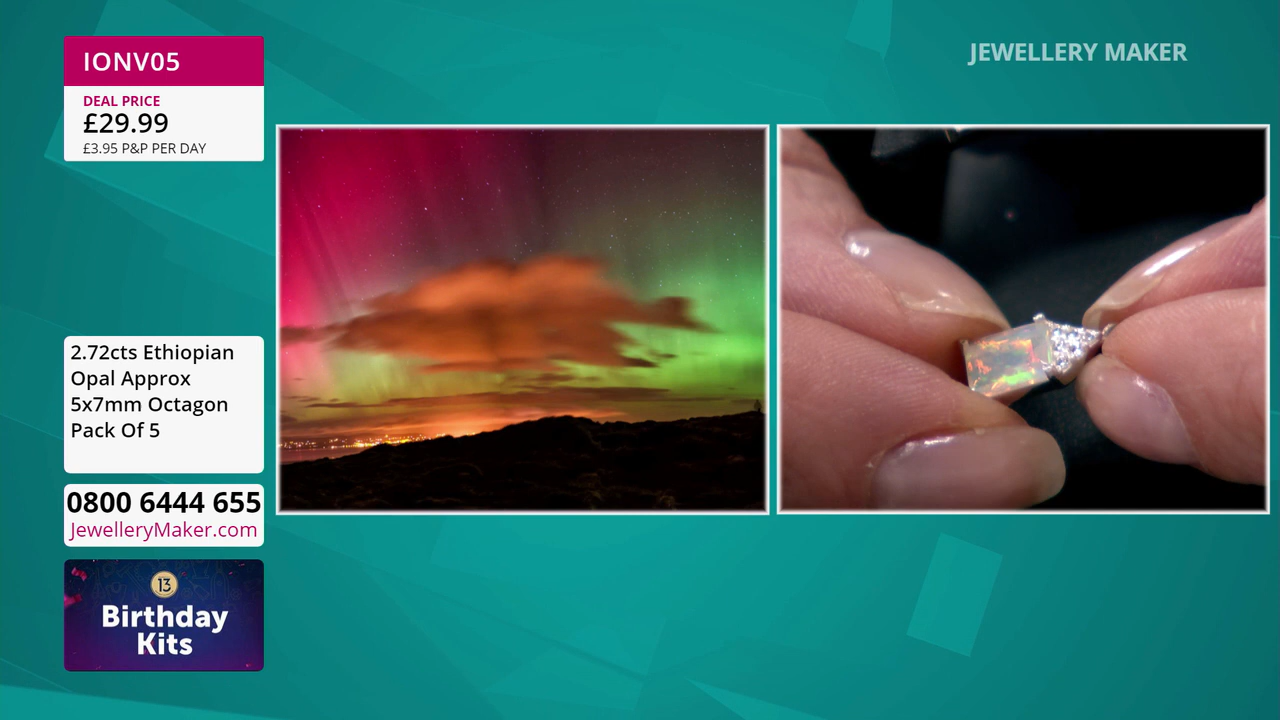 IONV05
DEAL PRICE
£29.99
£3.95 P&P PER DAY
JEWELLERY MAKER
2.72cts Ethiopian
Opal Approx
5x7mm Octagon
Pack Of 5
0800 6444 655
JewelleryMaker.com
13
Birthday
Kits